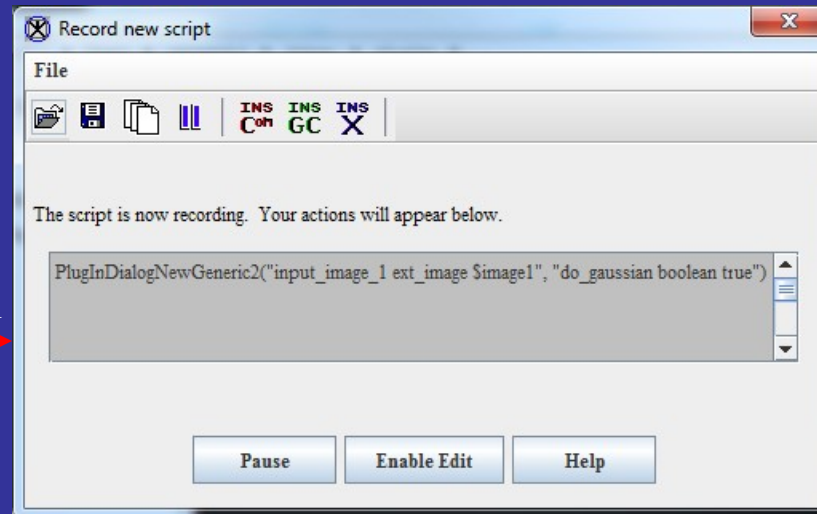 Record new script
File
INS INS INS
Com GC X
The script is now recording. Your actions will appear below.
PlugInDialogNewGeneric2("input_image_1 ext_image $image1", "do_gaussian boolean true")
Pause Enable Edit Help